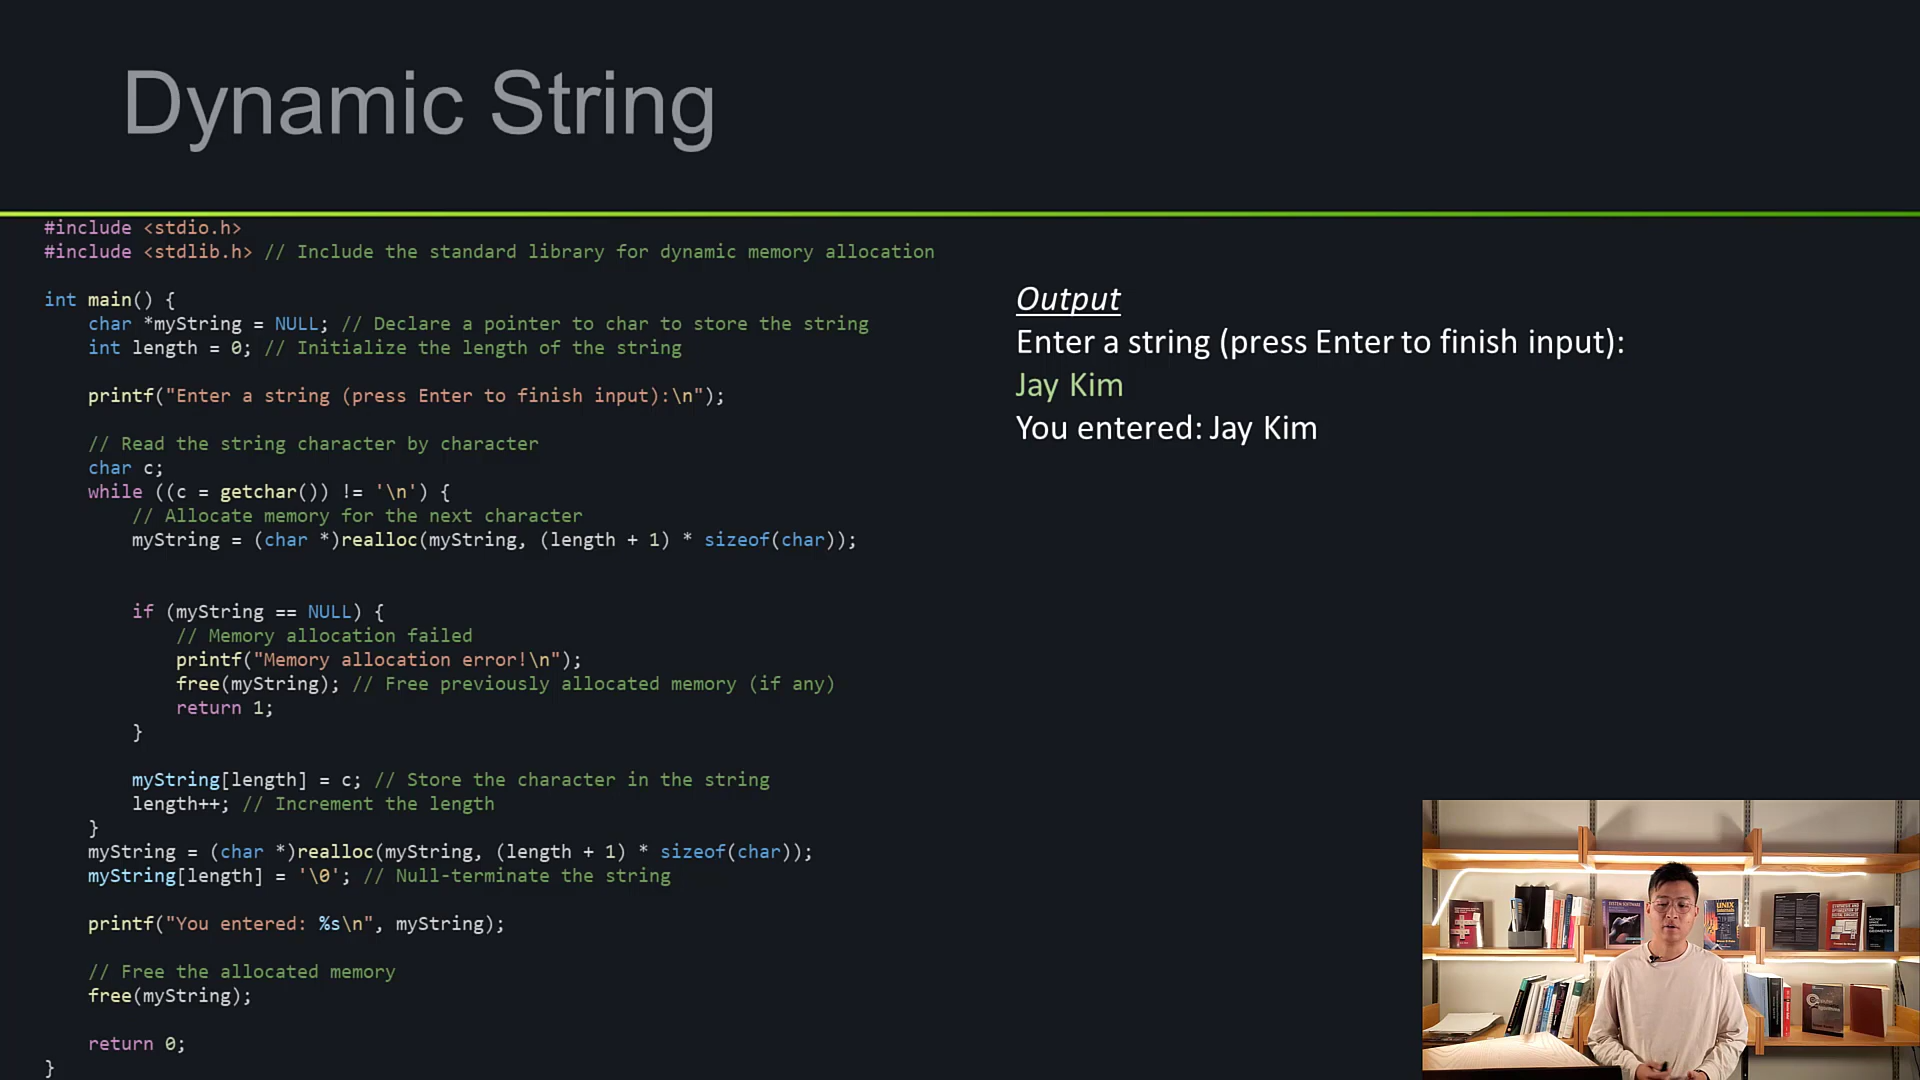 Dynamic String
#include <stdio.h>
#include <stdlib.h> // Include the standard library for dynamic memory allocation
int main() {
char *myString = NULL; // Declare a pointer to char to store the string
int length = 0; // Initialize the length of the string
printf("Enter a string (press Enter to finish input):\n");
// Read the string character by character
char c;
while ((c = getchar()) != '\n') {
// Allocate memory for the next character
myString = (char *)realloc(myString, (length + 1) * sizeof(char));
if (myString == NULL) {
// Memory allocation failed
printf("Memory allocation error!\n");
free(myString); // Free previously allocated memory (if any)
return 1;
}
myString[length] = c; // Store the character in the string
length++; // Increment the length
}
myString = (char *)realloc(myString, (length + 1) * sizeof(char));
myString[length] = '\0'; // Null-terminate the string
printf("You entered: %s\n", myString);
// Free the allocated memory
free(myString);
return 0;
}
Output
Enter a string (press Enter to finish input):
Jay Kim
You entered: Jay Kim
SYSTEM SOFTWARE
UNIX